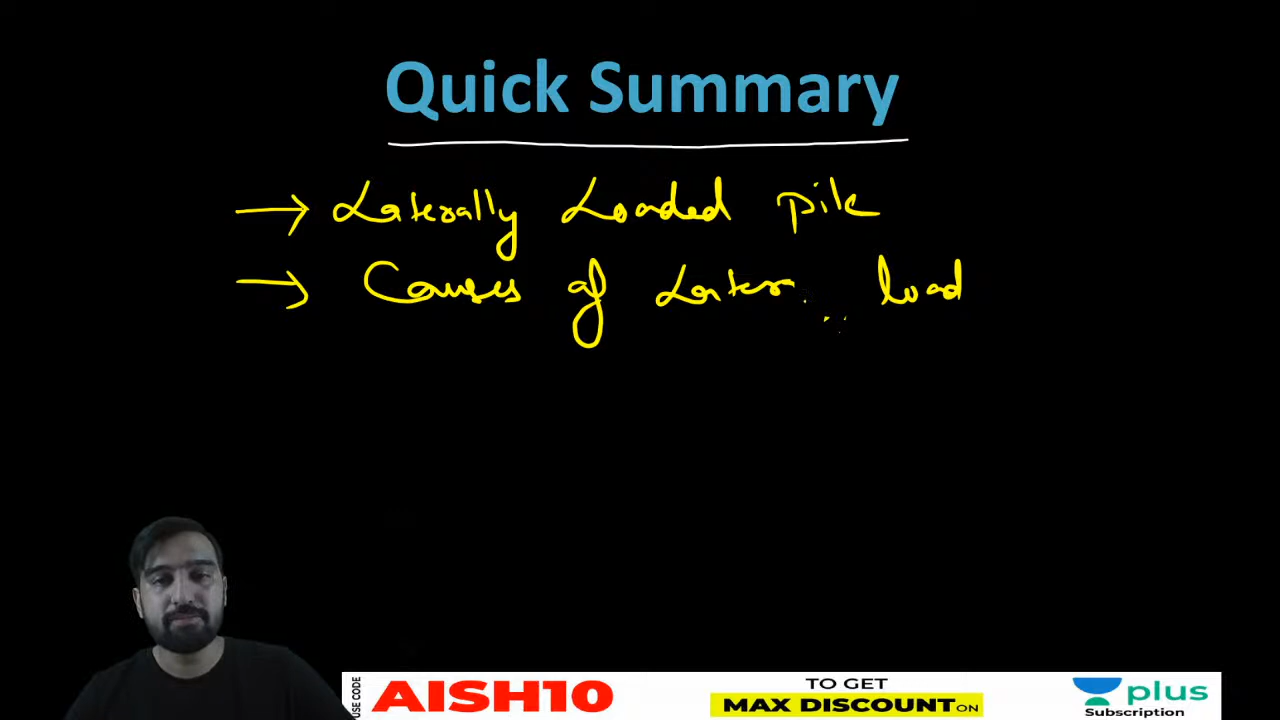 Quick Summary
→ Laterally Loaded pile
→ Causes of Later load
USE CODE
AISH10
TO GET
MAX DISCOUNT ON
plus
Subscription